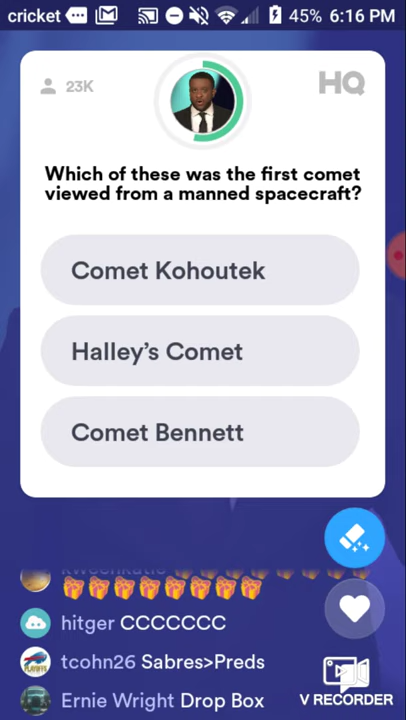 cricket 45% 6:16 PM
23K
HQ
Which of these was the first comet
viewed from a manned spacecraft?
Comet Kohoutek
Halley’s Comet
Comet Bennett
hitger CCCCCCC
PLAYOFFS
tcohn26 Sabres>Preds
Ernie Wright Drop Box
V RECORDER